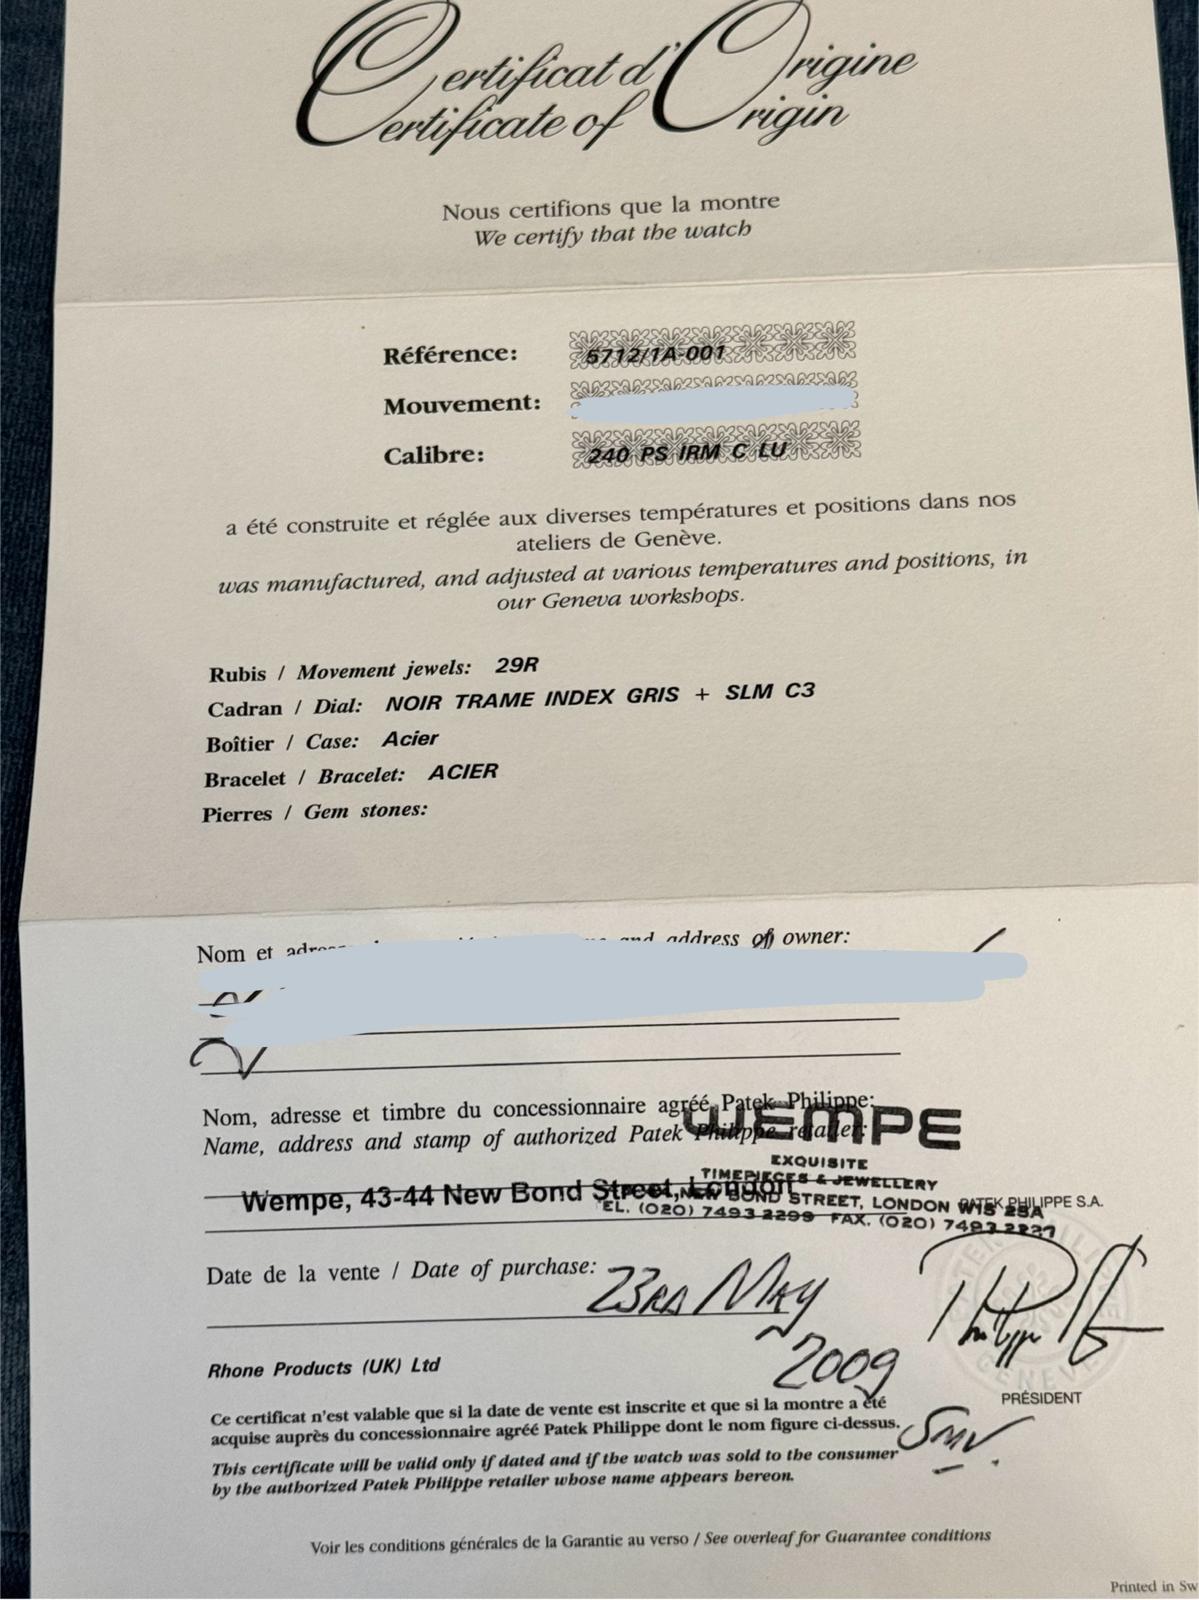 Certificat d'Origine
Certificate of Origin
Nous certifions que la montre
We certify that the watch
Référence: 5712/1A-001
Mouvement:
Calibre: 240 PS IRM C LU
a été construite et réglée aux diverses températures et positions dans nos
ateliers de Genève.
was manufactured, and adjusted at various temperatures and positions, in
our Geneva workshops.
Rubis / Movement jewels: 29R
Cadran / Dial: NOIR TRAME INDEX GRIS + SLM C3
Boîtier / Case: Acier
Bracelet / Bracelet: ACIER
Pierres / Gem stones:
Nom et and address of owner:
Nom, adresse et timbre du concessionnaire agréé Patek Philippe:
Name, address and stamp of authorized Patek Philippe retailer:
WEMPE
EXQUISITE
TIMEPIECES & JEWELLERY
Wempe, 43-44 New Bond Street, London
NEW BOND STREET, LONDON W1S 2SA
EL. (020) 7493 2299 FAX. (020) 7493 2237
PATEK PHILIPPE S.A.
Date de la vente / Date of purchase: 23RD MAY
2009
Rhone Products (UK) Ltd
PRÉSIDENT
Ce certificat n'est valable que si la date de vente est inscrite et que si la montre a été
acquise auprès du concessionnaire agréé Patek Philippe dont le nom figure ci-dessus.
This certificate will be valid only if dated and if the watch was sold to the consumer
by the authorized Patek Philippe retailer whose name appears hereon.
Voir les conditions générales de la Garantie au verso / See overleaf for Guarantee conditions
Printed in Sw